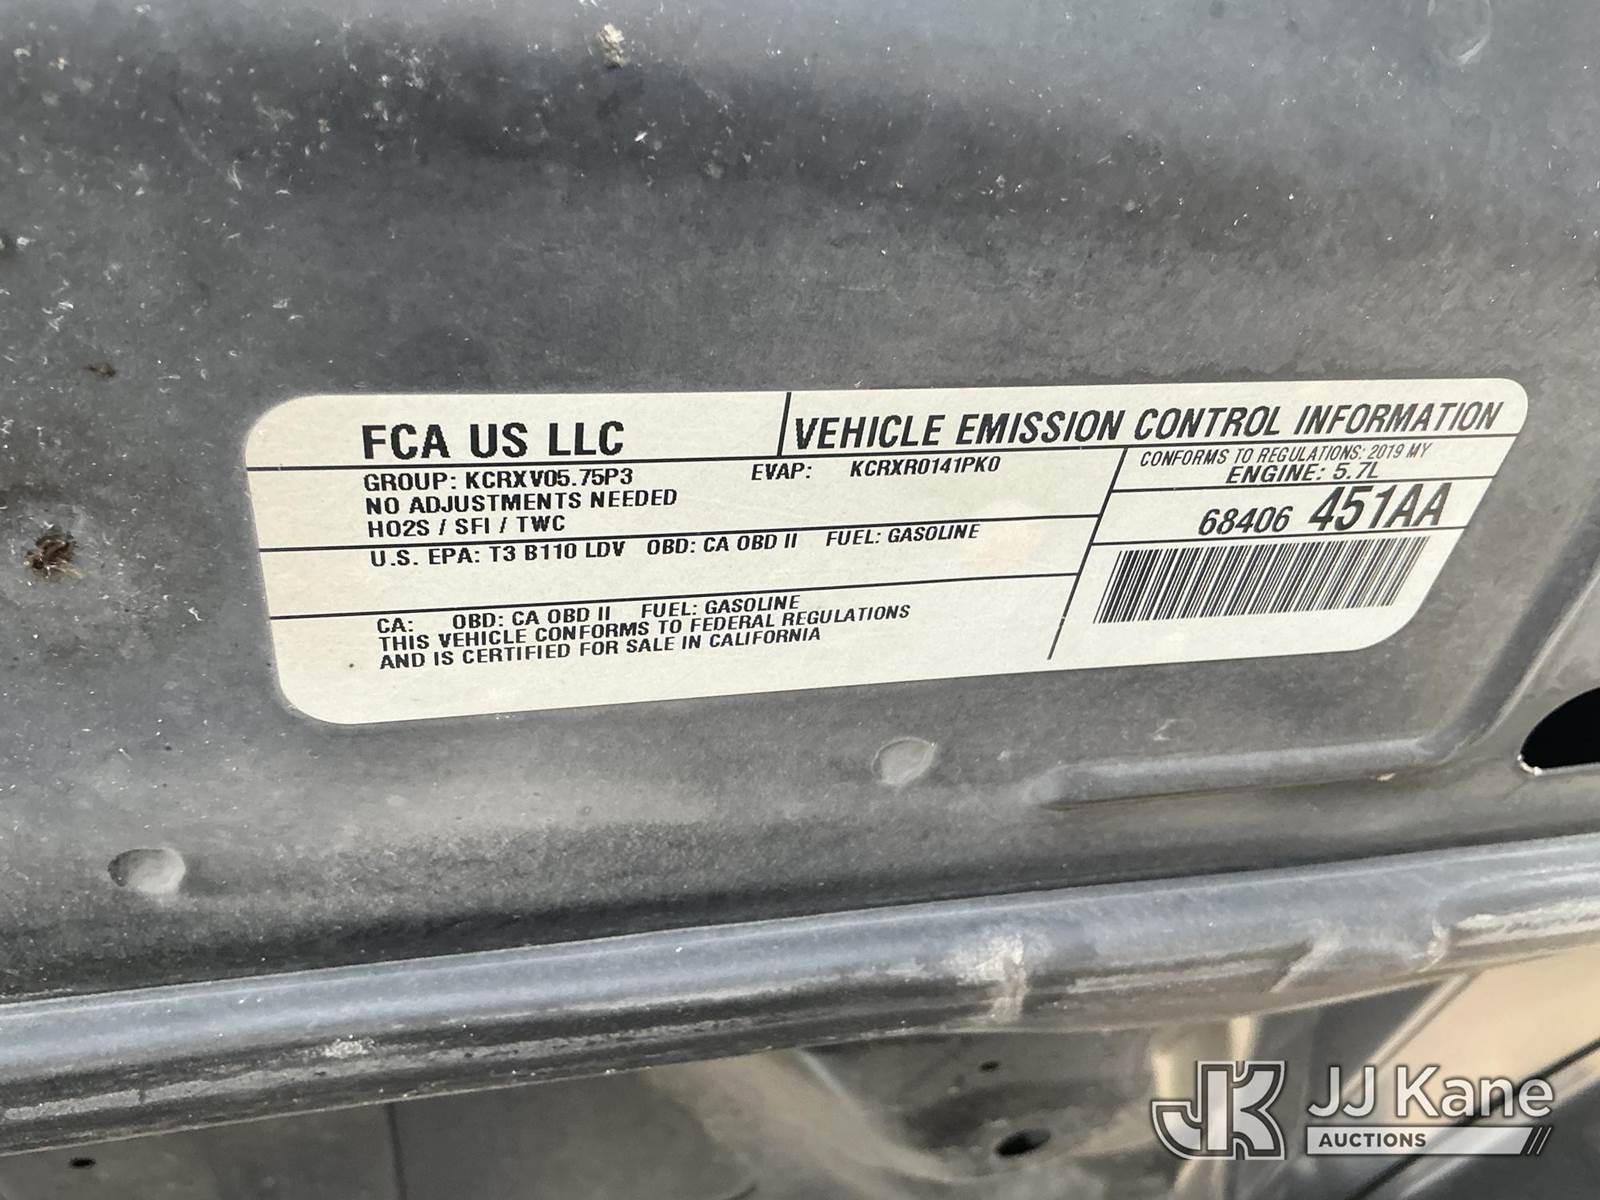 FCA US LLC
VEHICLE EMISSION CONTROL INFORMATION
GROUP: KCRXV05.75P3 EVAP: KCRXR0141PK0
NO ADJUSTMENTS NEEDED
HO2S / SFI / TWC
CONFORMS TO REGULATIONS: 2019 MY
ENGINE: 5.7L
68406 451AA
U.S. EPA: T3 B110 LDV OBD: CA OBD II FUEL: GASOLINE
CA: OBD: CA OBD II FUEL: GASOLINE
THIS VEHICLE CONFORMS TO FEDERAL REGULATIONS
AND IS CERTIFIED FOR SALE IN CALIFORNIA
JK JJ Kane
AUCTIONS